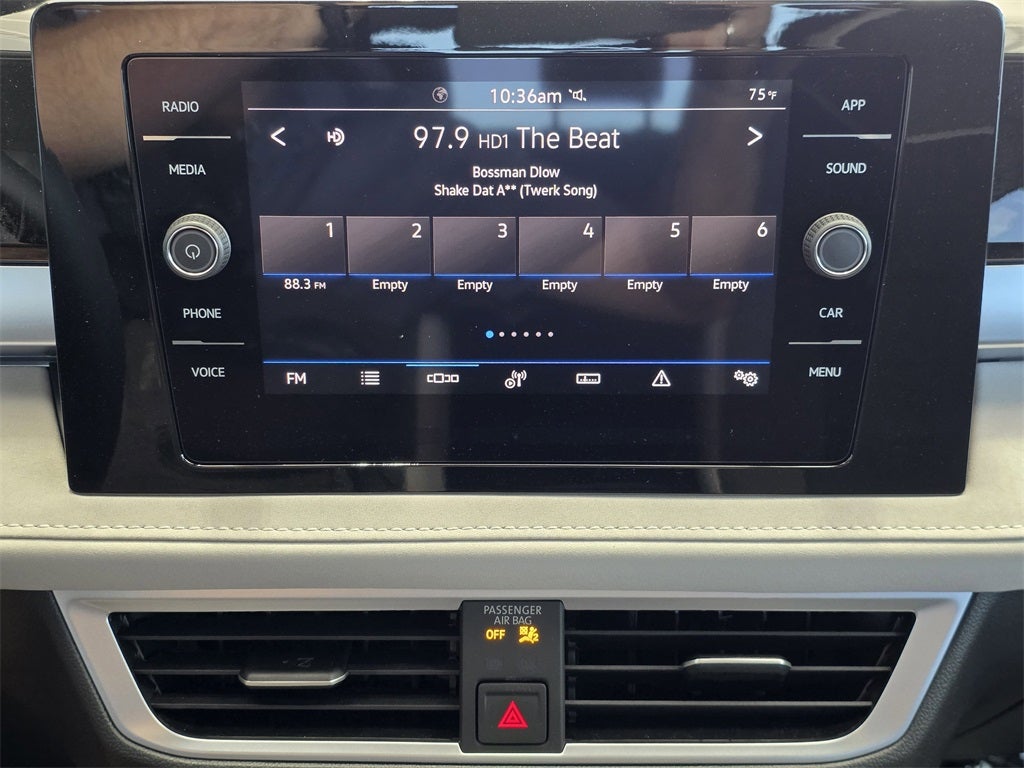 RADIO
MEDIA
PHONE
VOICE
10:36am
75°F
97.9 HD1 The Beat
Bossman Dlow
Shake Dat A** (Twerk Song)
1 2 3 4 5 6
88.3 FM Empty Empty Empty Empty Empty
FM
APP
SOUND
CAR
MENU
PASSENGER
AIR BAG
OFF